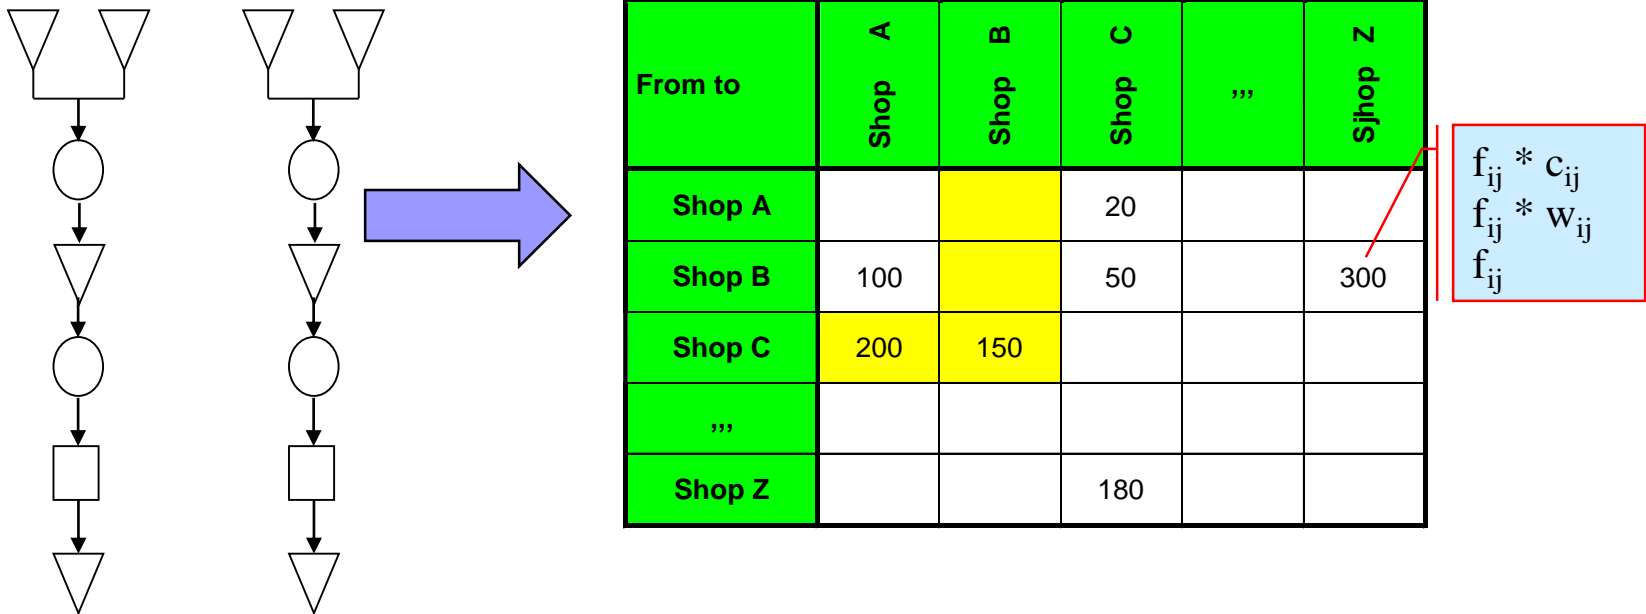 From to Shop A Shop B Shop C ,,, Sjhop Z
Shop A 20
Shop B 100 50 300
Shop C 200 150
,,,
Shop Z 180
fij * cij
fij * wij
fij